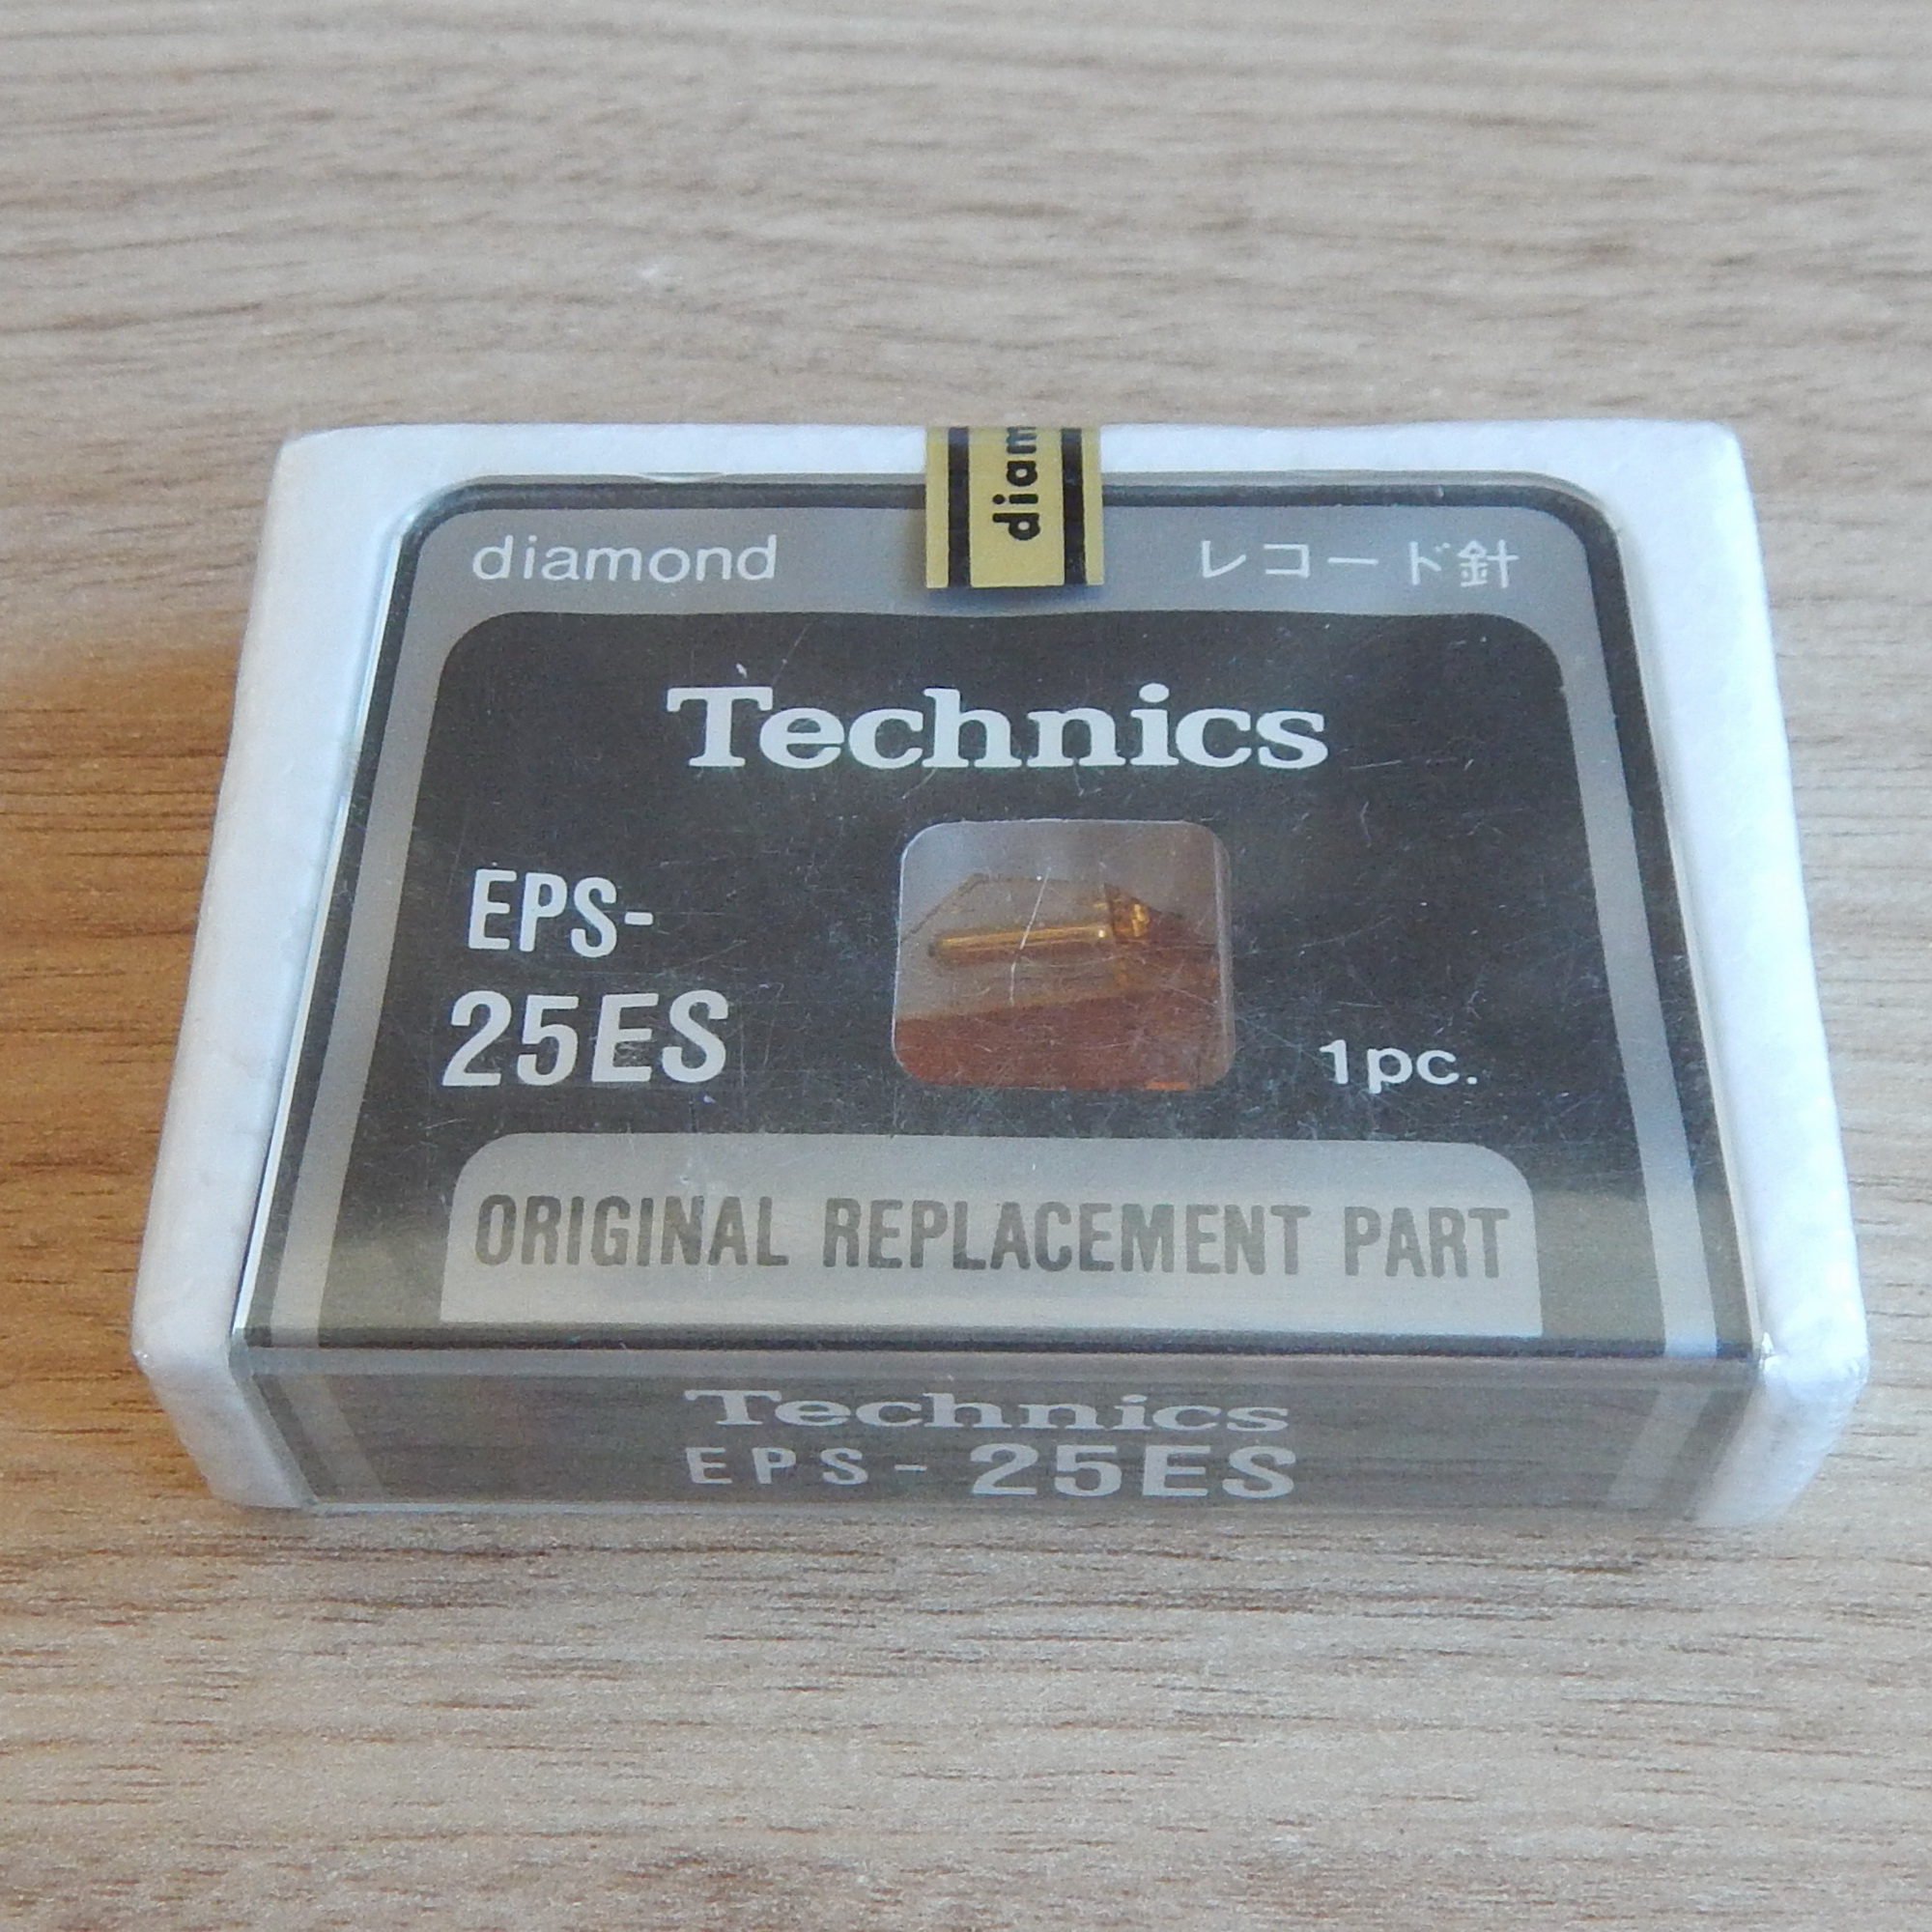 diam
diamond
レコード針
Technics
EPS-
25ES
1pc.
ORIGINAL REPLACEMENT PART
Technics
EPS-25ES